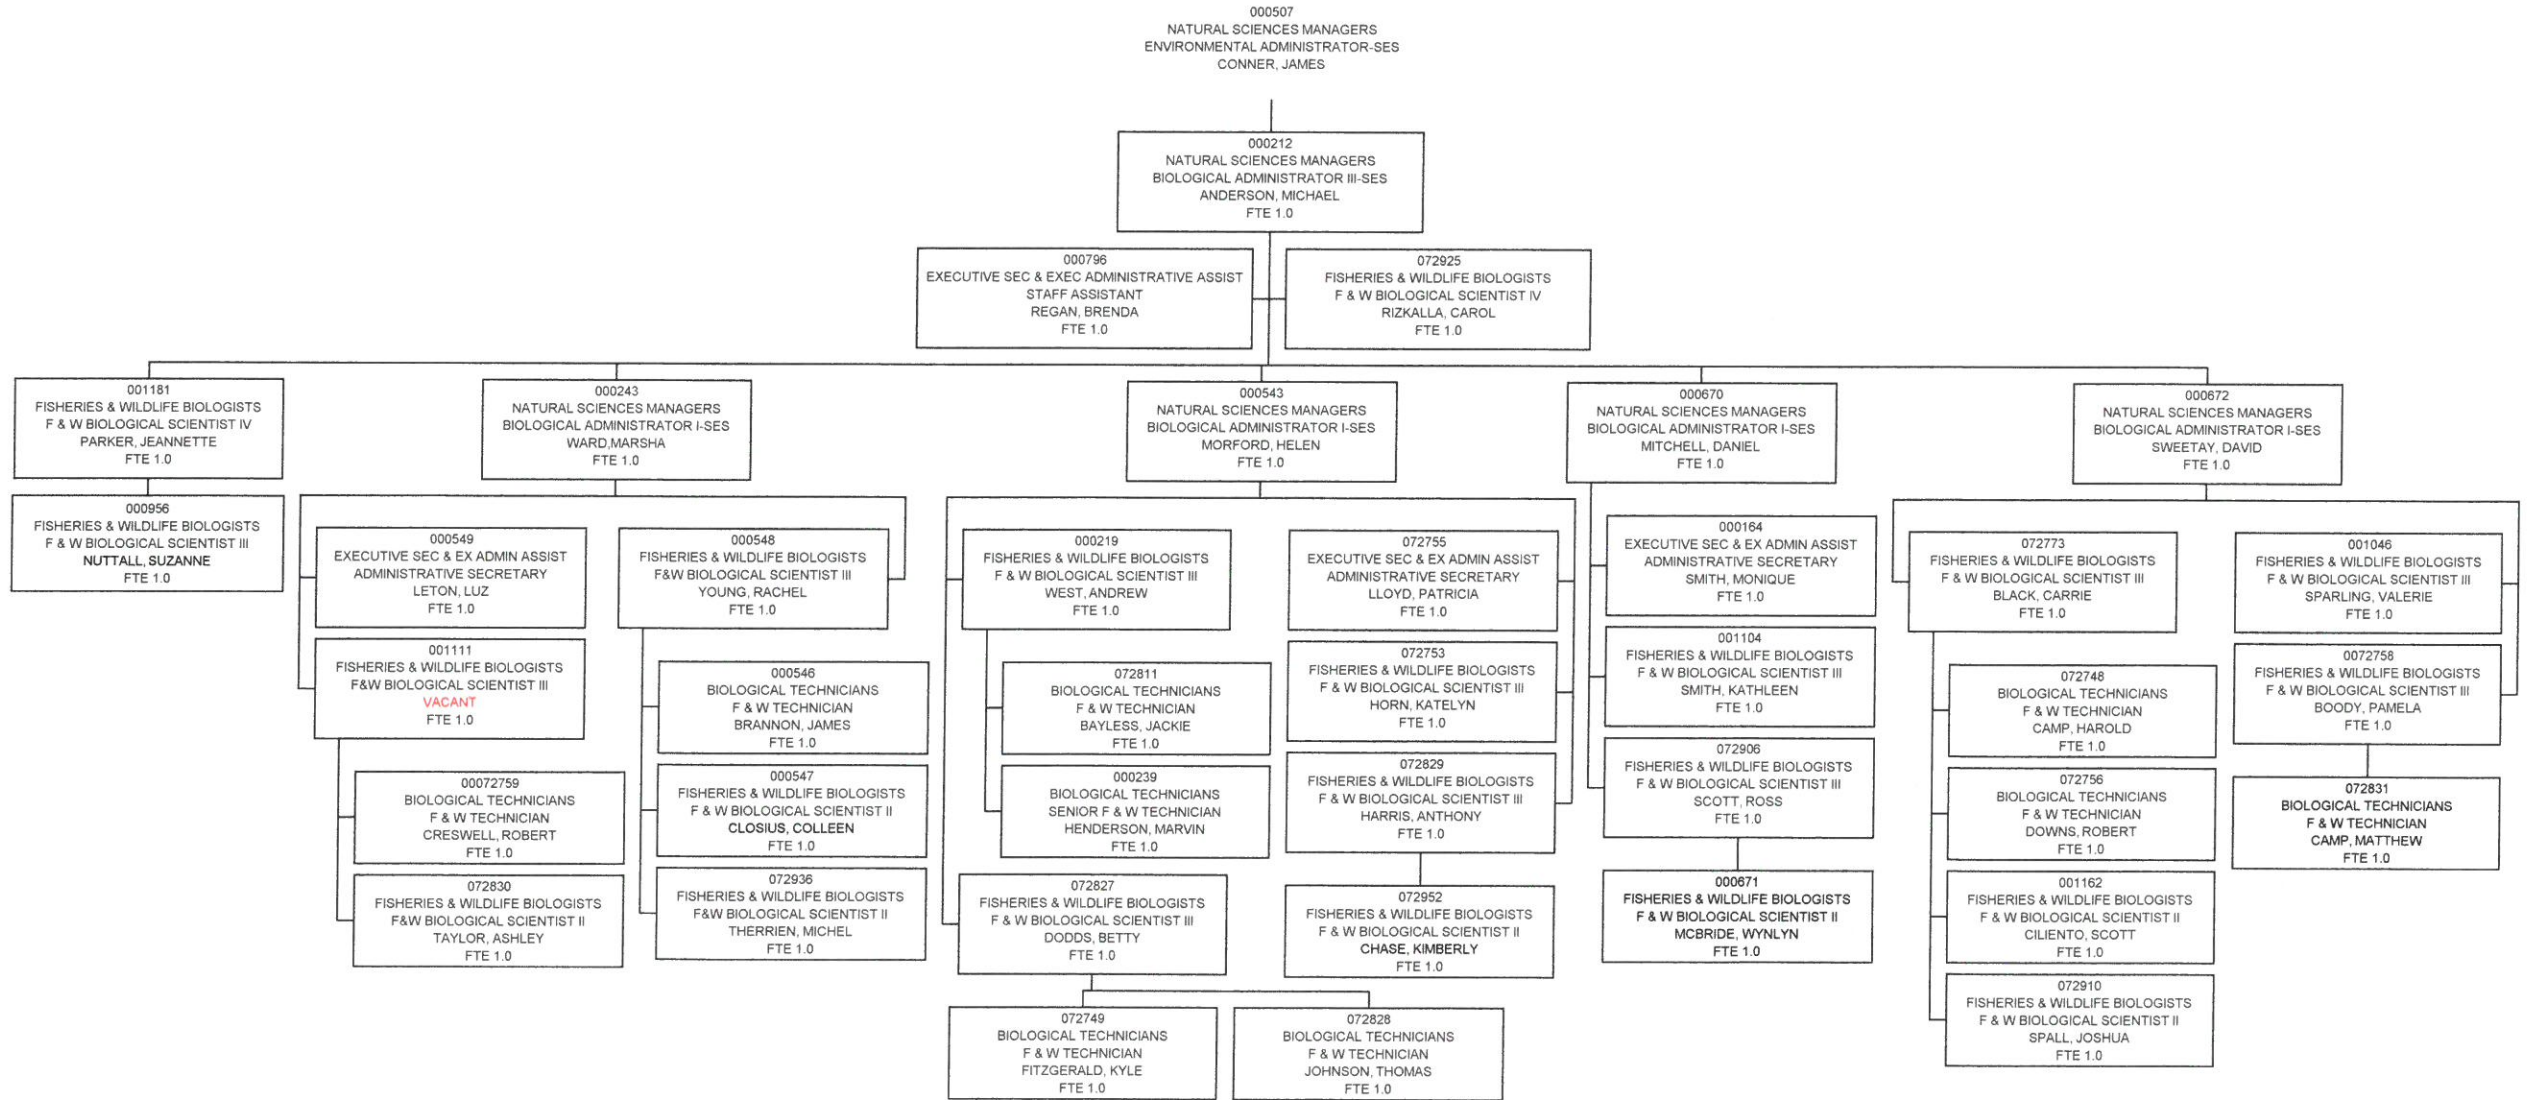 000507
NATURAL SCIENCES MANAGERS
ENVIRONMENTAL ADMINISTRATOR-SES
CONNER, JAMES
000212
NATURAL SCIENCES MANAGERS
BIOLOGICAL ADMINISTRATOR III-SES
ANDERSON, MICHAEL
FTE 1.0
000796
EXECUTIVE SEC & EXEC ADMINISTRATIVE ASSIST
STAFF ASSISTANT
REGAN, BRENDA
FTE 1.0
072925
FISHERIES & WILDLIFE BIOLOGISTS
F & W BIOLOGICAL SCIENTIST IV
RIZKALLA, CAROL
FTE 1.0
001181
FISHERIES & WILDLIFE BIOLOGISTS
F & W BIOLOGICAL SCIENTIST IV
PARKER, JEANNETTE
FTE 1.0
000956
FISHERIES & WILDLIFE BIOLOGISTS
F & W BIOLOGICAL SCIENTIST III
NUTTALL, SUZANNE
FTE 1.0
000243
NATURAL SCIENCES MANAGERS
BIOLOGICAL ADMINISTRATOR I-SES
WARD,MARSHA
FTE 1.0
000549
EXECUTIVE SEC & EX ADMIN ASSIST
ADMINISTRATIVE SECRETARY
LETON, LUZ
FTE 1.0
001111
FISHERIES & WILDLIFE BIOLOGISTS
F&W BIOLOGICAL SCIENTIST III
VACANT
FTE 1.0
00072759
BIOLOGICAL TECHNICIANS
F & W TECHNICIAN
CRESWELL, ROBERT
FTE 1.0
072830
FISHERIES & WILDLIFE BIOLOGISTS
F&W BIOLOGICAL SCIENTIST II
TAYLOR, ASHLEY
FTE 1.0
000548
FISHERIES & WILDLIFE BIOLOGISTS
F&W BIOLOGICAL SCIENTIST III
YOUNG, RACHEL
FTE 1.0
000546
BIOLOGICAL TECHNICIANS
F & W TECHNICIAN
BRANNON, JAMES
FTE 1.0
000547
FISHERIES & WILDLIFE BIOLOGISTS
F & W BIOLOGICAL SCIENTIST II
CLOSIUS, COLLEEN
FTE 1.0
072936
FISHERIES & WILDLIFE BIOLOGISTS
F&W BIOLOGICAL SCIENTIST II
THERRIEN, MICHEL
FTE 1.0
000543
NATURAL SCIENCES MANAGERS
BIOLOGICAL ADMINISTRATOR I-SES
MORFORD, HELEN
FTE 1.0
000219
FISHERIES & WILDLIFE BIOLOGISTS
F & W BIOLOGICAL SCIENTIST III
WEST, ANDREW
FTE 1.0
072811
BIOLOGICAL TECHNICIANS
F & W TECHNICIAN
BAYLESS, JACKIE
FTE 1.0
000239
BIOLOGICAL TECHNICIANS
SENIOR F & W TECHNICIAN
HENDERSON, MARVIN
FTE 1.0
072827
FISHERIES & WILDLIFE BIOLOGISTS
F & W BIOLOGICAL SCIENTIST III
DODDS, BETTY
FTE 1.0
072749
BIOLOGICAL TECHNICIANS
F & W TECHNICIAN
FITZGERALD, KYLE
FTE 1.0
072828
BIOLOGICAL TECHNICIANS
F & W TECHNICIAN
JOHNSON, THOMAS
FTE 1.0
072755
EXECUTIVE SEC & EX ADMIN ASSIST
ADMINISTRATIVE SECRETARY
LLOYD, PATRICIA
FTE 1.0
072753
FISHERIES & WILDLIFE BIOLOGISTS
F & W BIOLOGICAL SCIENTIST III
HORN, KATELYN
FTE 1.0
072829
FISHERIES & WILDLIFE BIOLOGISTS
F & W BIOLOGICAL SCIENTIST III
HARRIS, ANTHONY
FTE 1.0
072952
FISHERIES & WILDLIFE BIOLOGISTS
F & W BIOLOGICAL SCIENTIST II
CHASE, KIMBERLY
FTE 1.0
000670
NATURAL SCIENCES MANAGERS
BIOLOGICAL ADMINISTRATOR I-SES
MITCHELL, DANIEL
FTE 1.0
000164
EXECUTIVE SEC & EX ADMIN ASSIST
ADMINISTRATIVE SECRETARY
SMITH, MONIQUE
FTE 1.0
001104
FISHERIES & WILDLIFE BIOLOGISTS
F & W BIOLOGICAL SCIENTIST III
SMITH, KATHLEEN
FTE 1.0
072906
FISHERIES & WILDLIFE BIOLOGISTS
F & W BIOLOGICAL SCIENTIST III
SCOTT, ROSS
FTE 1.0
000671
FISHERIES & WILDLIFE BIOLOGISTS
F & W BIOLOGICAL SCIENTIST II
MCBRIDE, WYNLYN
FTE 1.0
000672
NATURAL SCIENCES MANAGERS
BIOLOGICAL ADMINISTRATOR I-SES
SWEETAY, DAVID
FTE 1.0
072773
FISHERIES & WILDLIFE BIOLOGISTS
F & W BIOLOGICAL SCIENTIST III
BLACK, CARRIE
FTE 1.0
072748
BIOLOGICAL TECHNICIANS
F & W TECHNICIAN
CAMP, HAROLD
FTE 1.0
072756
BIOLOGICAL TECHNICIANS
F & W TECHNICIAN
DOWNS, ROBERT
FTE 1.0
001162
FISHERIES & WILDLIFE BIOLOGISTS
F & W BIOLOGICAL SCIENTIST II
CILIENTO, SCOTT
FTE 1.0
072910
FISHERIES & WILDLIFE BIOLOGISTS
F & W BIOLOGICAL SCIENTIST II
SPALL, JOSHUA
FTE 1.0
001046
FISHERIES & WILDLIFE BIOLOGISTS
F & W BIOLOGICAL SCIENTIST III
SPARLING, VALERIE
FTE 1.0
0072758
FISHERIES & WILDLIFE BIOLOGISTS
F & W BIOLOGICAL SCIENTIST III
BOODY, PAMELA
FTE 1.0
072831
BIOLOGICAL TECHNICIANS
F & W TECHNICIAN
CAMP, MATTHEW
FTE 1.0